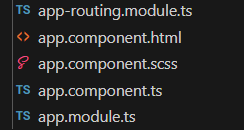 TS app-routing.module.ts
<> app.component.html
app.component.scss
TS app.component.ts
TS app.module.ts